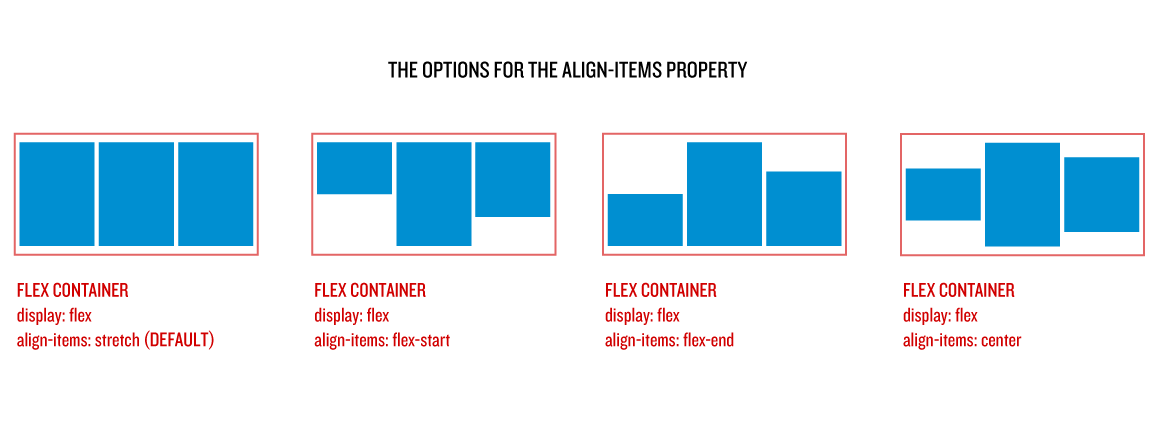 THE OPTIONS FOR THE ALIGN-ITEMS PROPERTY
FLEX CONTAINER
display: flex
align-items: stretch (DEFAULT)
FLEX CONTAINER
display: flex
align-items: flex-start
FLEX CONTAINER
display: flex
align-items: flex-end
FLEX CONTAINER
display: flex
align-items: center